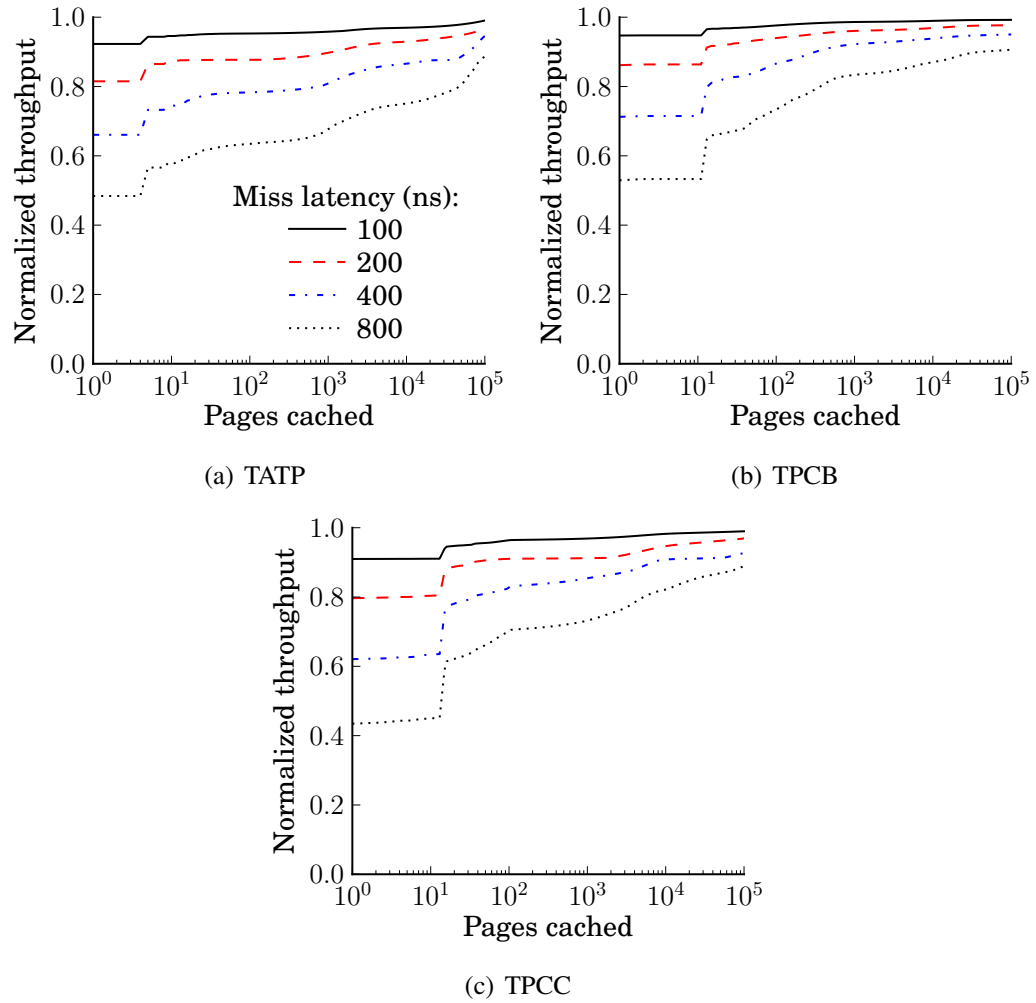 1.0
0.8
0.6
0.4
0.2
0.0
Normalized throughput
Miss latency (ns):
100
200
400
800
10^0 10^1 10^2 10^3 10^4 10^5
Pages cached
(a) TATP
1.0
0.8
0.6
0.4
0.2
0.0
Normalized throughput
10^0 10^1 10^2 10^3 10^4 10^5
Pages cached
(b) TPCB
1.0
0.8
0.6
0.4
0.2
0.0
Normalized throughput
10^0 10^1 10^2 10^3 10^4 10^5
Pages cached
(c) TPCC